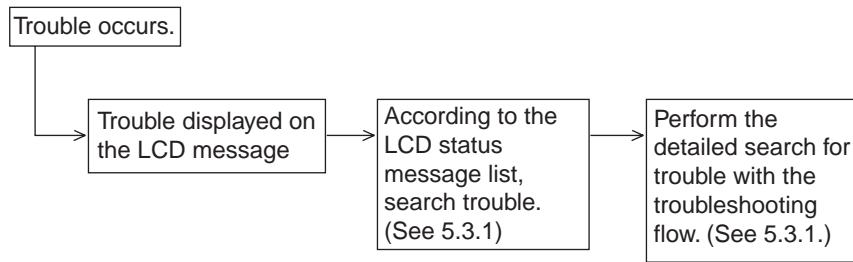 Trouble occurs.
Trouble displayed on
the LCD message
According to the
LCD status
message list,
search trouble.
(See 5.3.1)
Perform the
detailed search for
trouble with the
troubleshooting
flow. (See 5.3.1.)